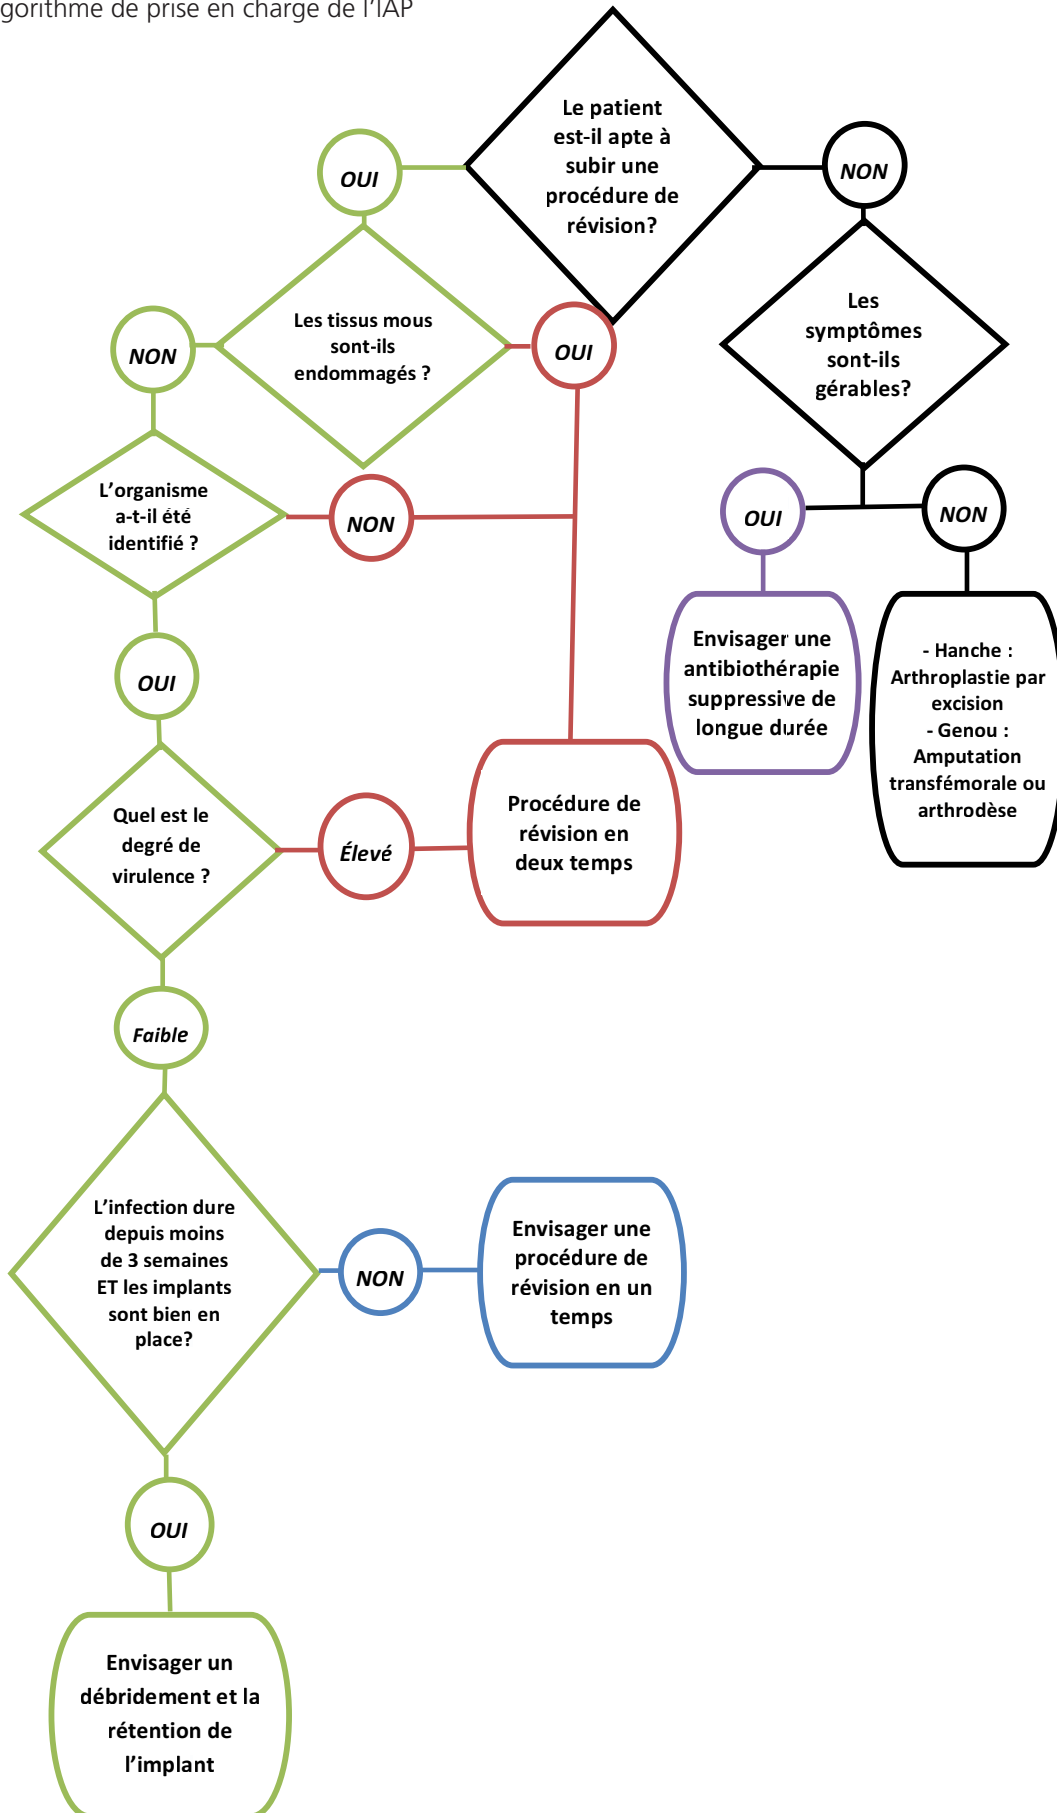 gorithme de prise en charge de l'IAP
Le patient
est-il apte à
subir une
procédure de
révision?
OUI
NON
Les tissus mous
sont-ils
endommagés ?
NON
OUI
Les
symptômes
sont-ils
gérables?
L'organisme
a-t-il été
identifié ?
NON
OUI
NON
OUI
Envisager une
antibiothérapie
suppressive de
longue durée
- Hanche :
Arthroplastie par
excision
- Genou :
Amputation
transfémorale ou
arthrodèse
Quel est le
degré de
virulence ?
Élevé
Procédure de
révision en
deux temps
Faible
L'infection dure
depuis moins
de 3 semaines
ET les implants
sont bien en
place?
NON
Envisager une
procédure de
révision en un
temps
OUI
Envisager un
débridement et la
rétention de
l'implant